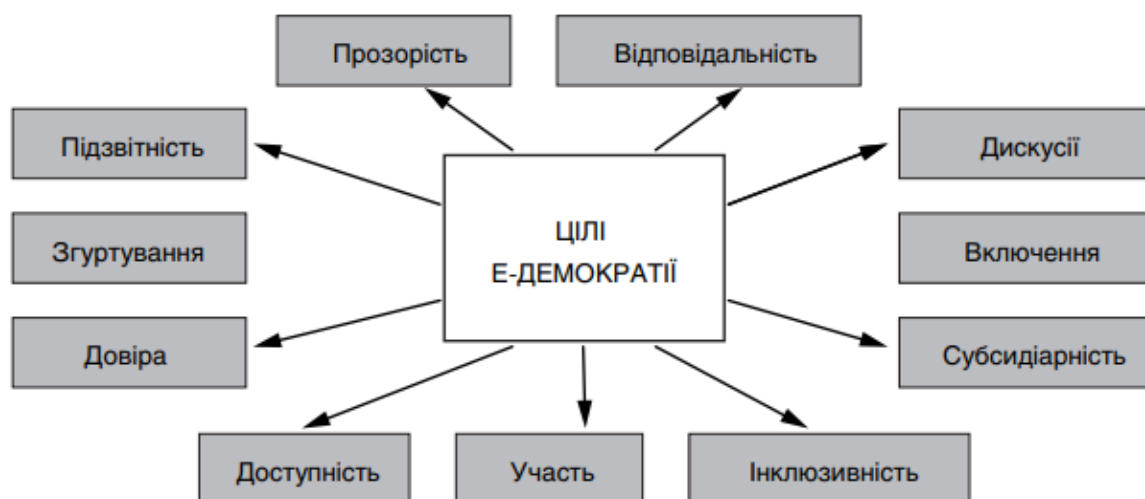 Прозорість
Відповідальність
Підзвітність
Дискусії
ЦІЛІ
Е-ДЕМОКРАТІЇ
Згуртування
Включення
Довіра
Субсидіарність
Доступність
Участь
Інклюзивність